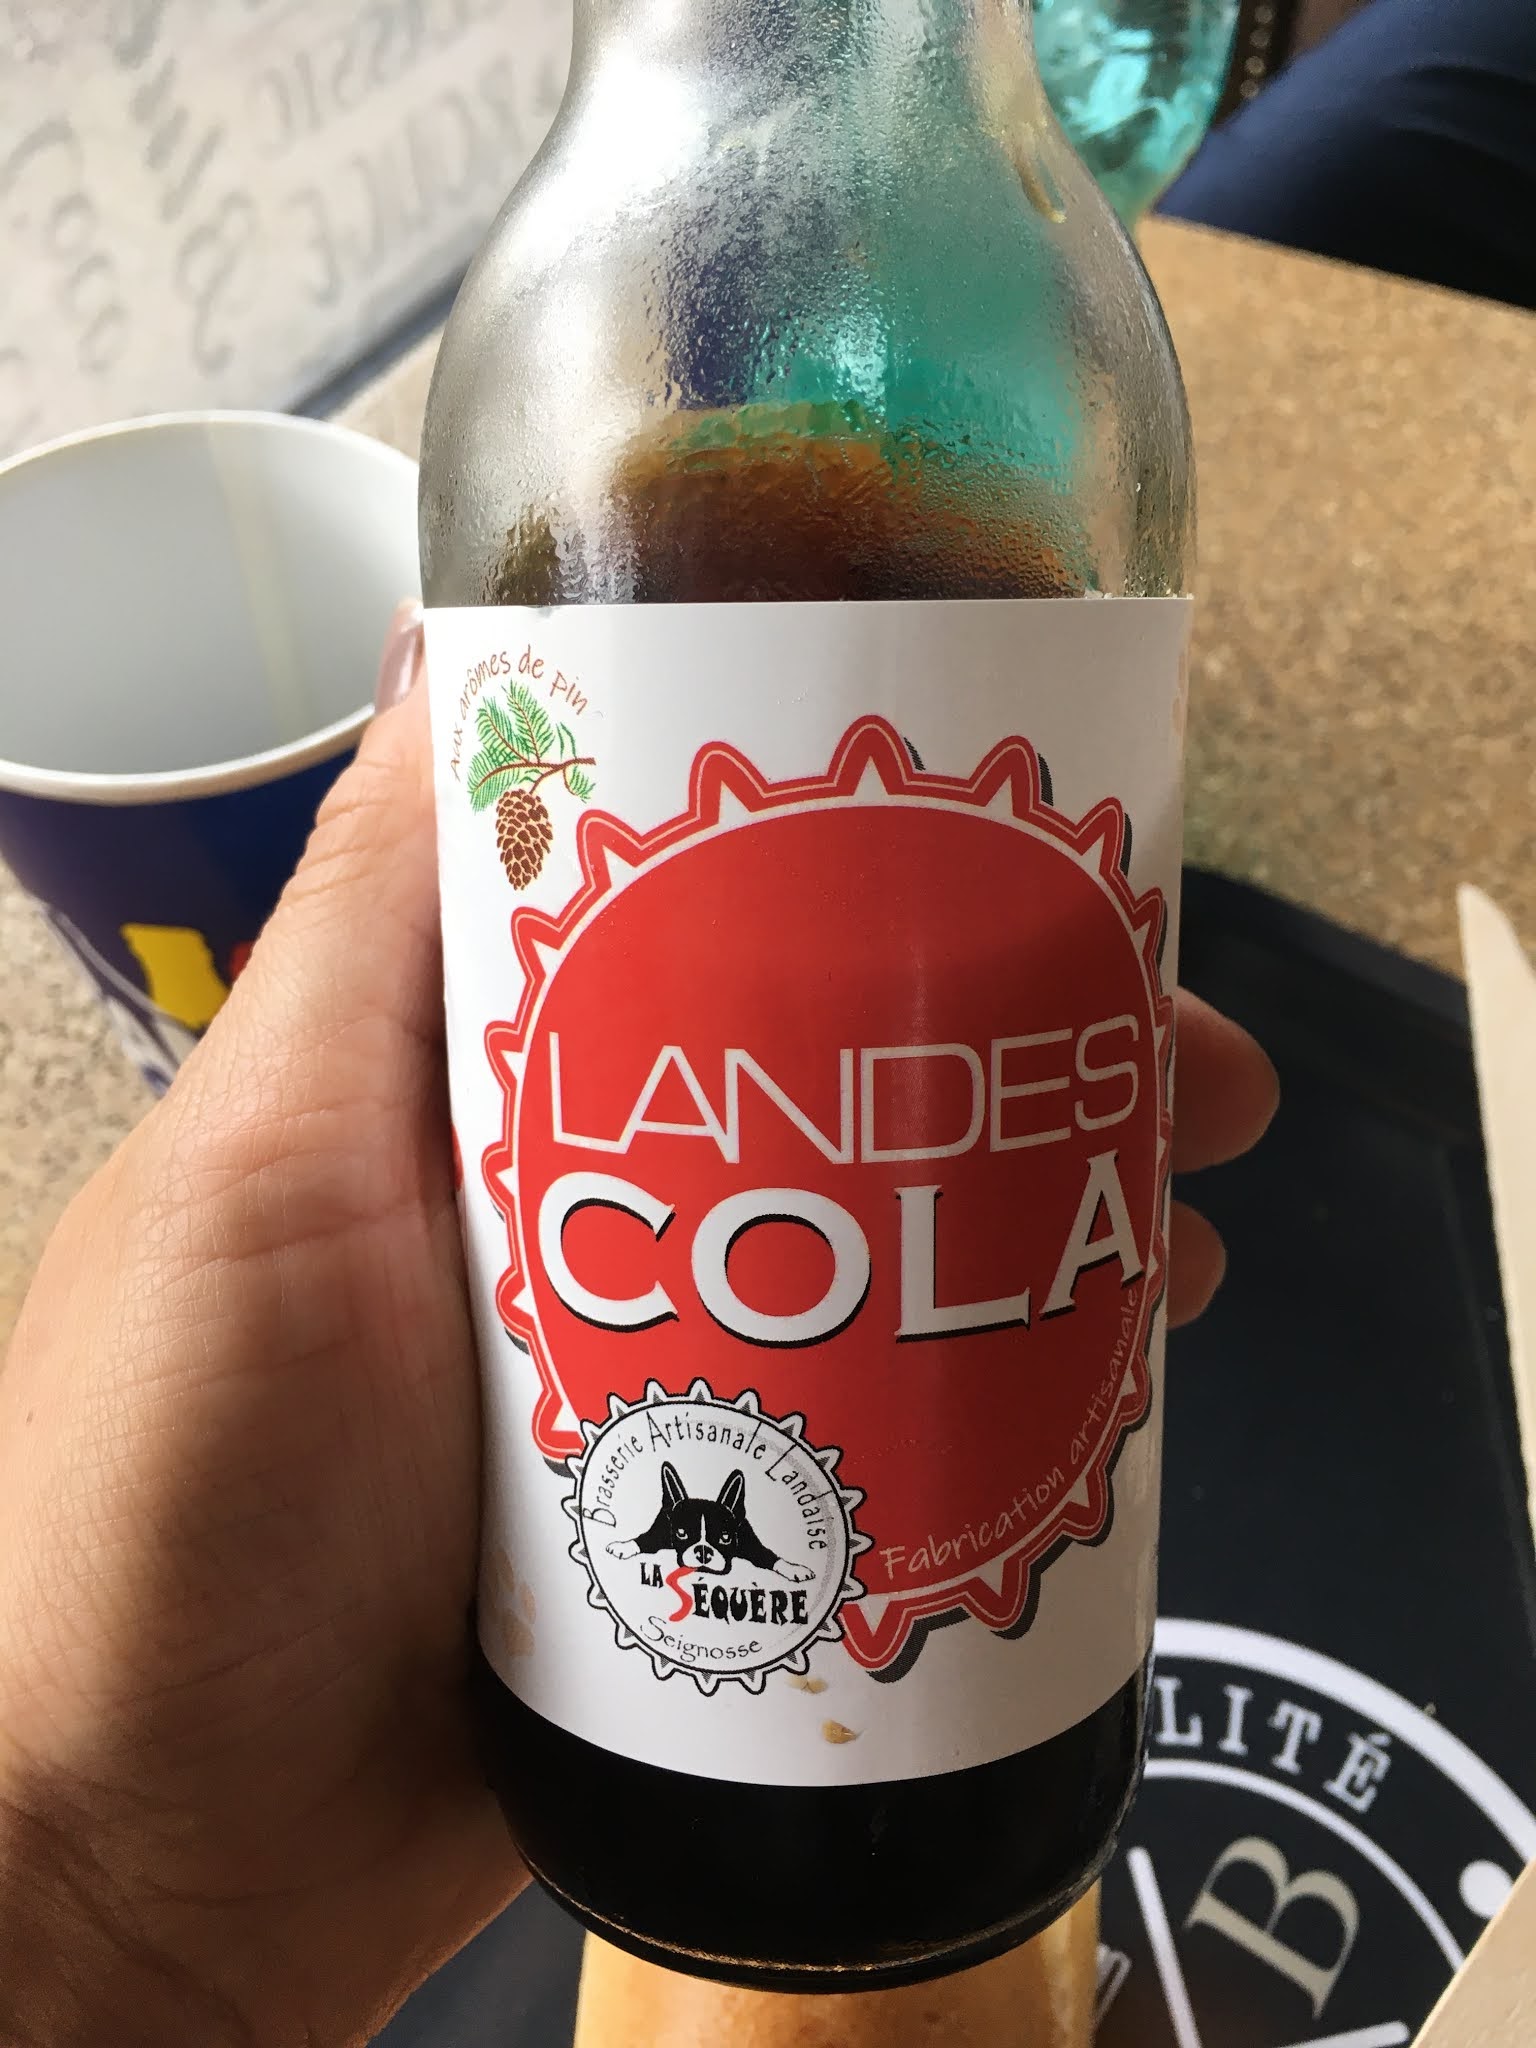 Aux arômes de pin
LANDES
COLA
Fabrication artisanale
Brasserie Artisanale Landaise
LA SÉQUÈRE
Seignosse
LITÉ
B